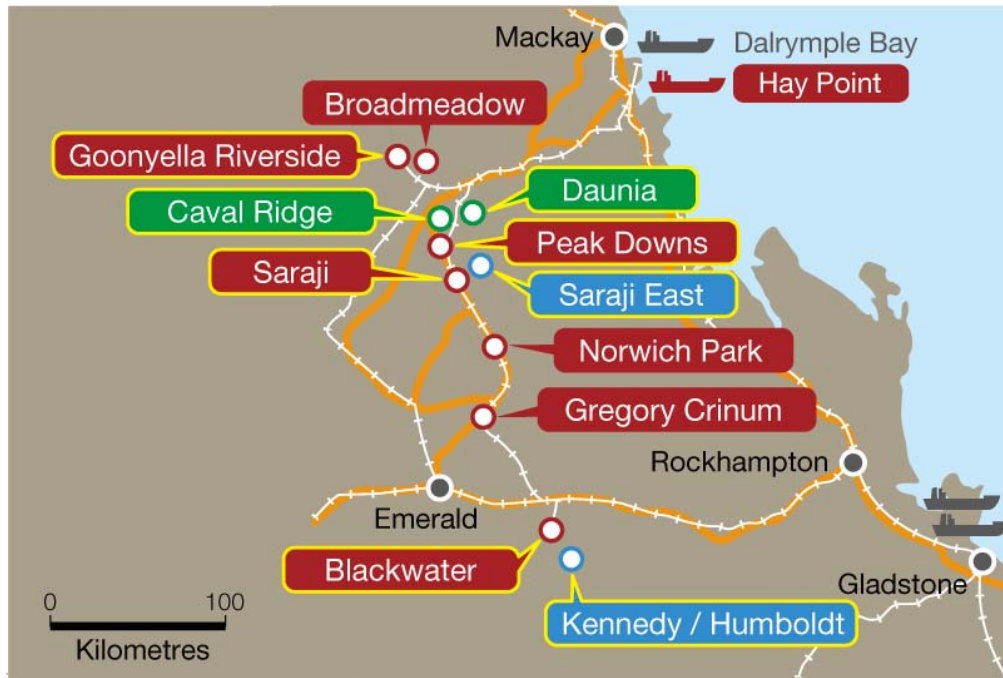 Mackay
Dalrymple Bay
Hay Point
Broadmeadow
Goonyella Riverside
Daunia
Caval Ridge
Peak Downs
Saraji
Saraji East
Norwich Park
Gregory Crinum
Rockhampton
Emerald
Blackwater
Gladstone
0 100
Kennedy / Humboldt
Kilometres